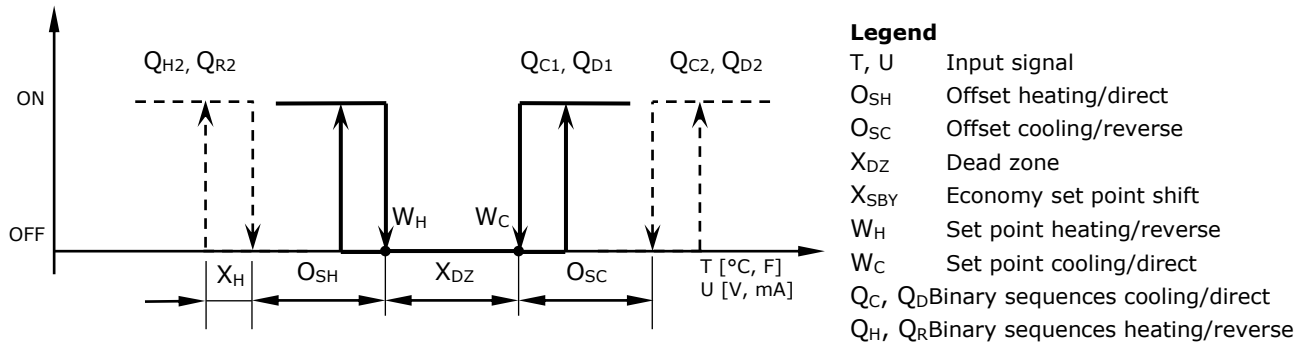 QH2, QR2
QC1, QD1
QC2, QD2
ON
OFF
WH
WC
XH
OSH
XDZ
OSC
T [°C, F]
U [V, mA]
Legend
T, U Input signal
OSH Offset heating/direct
OSC Offset cooling/reverse
XDZ Dead zone
XSBY Economy set point shift
WH Set point heating/reverse
WC Set point cooling/direct
QC, QDBinary sequences cooling/direct
QH, QRBinary sequences heating/reverse